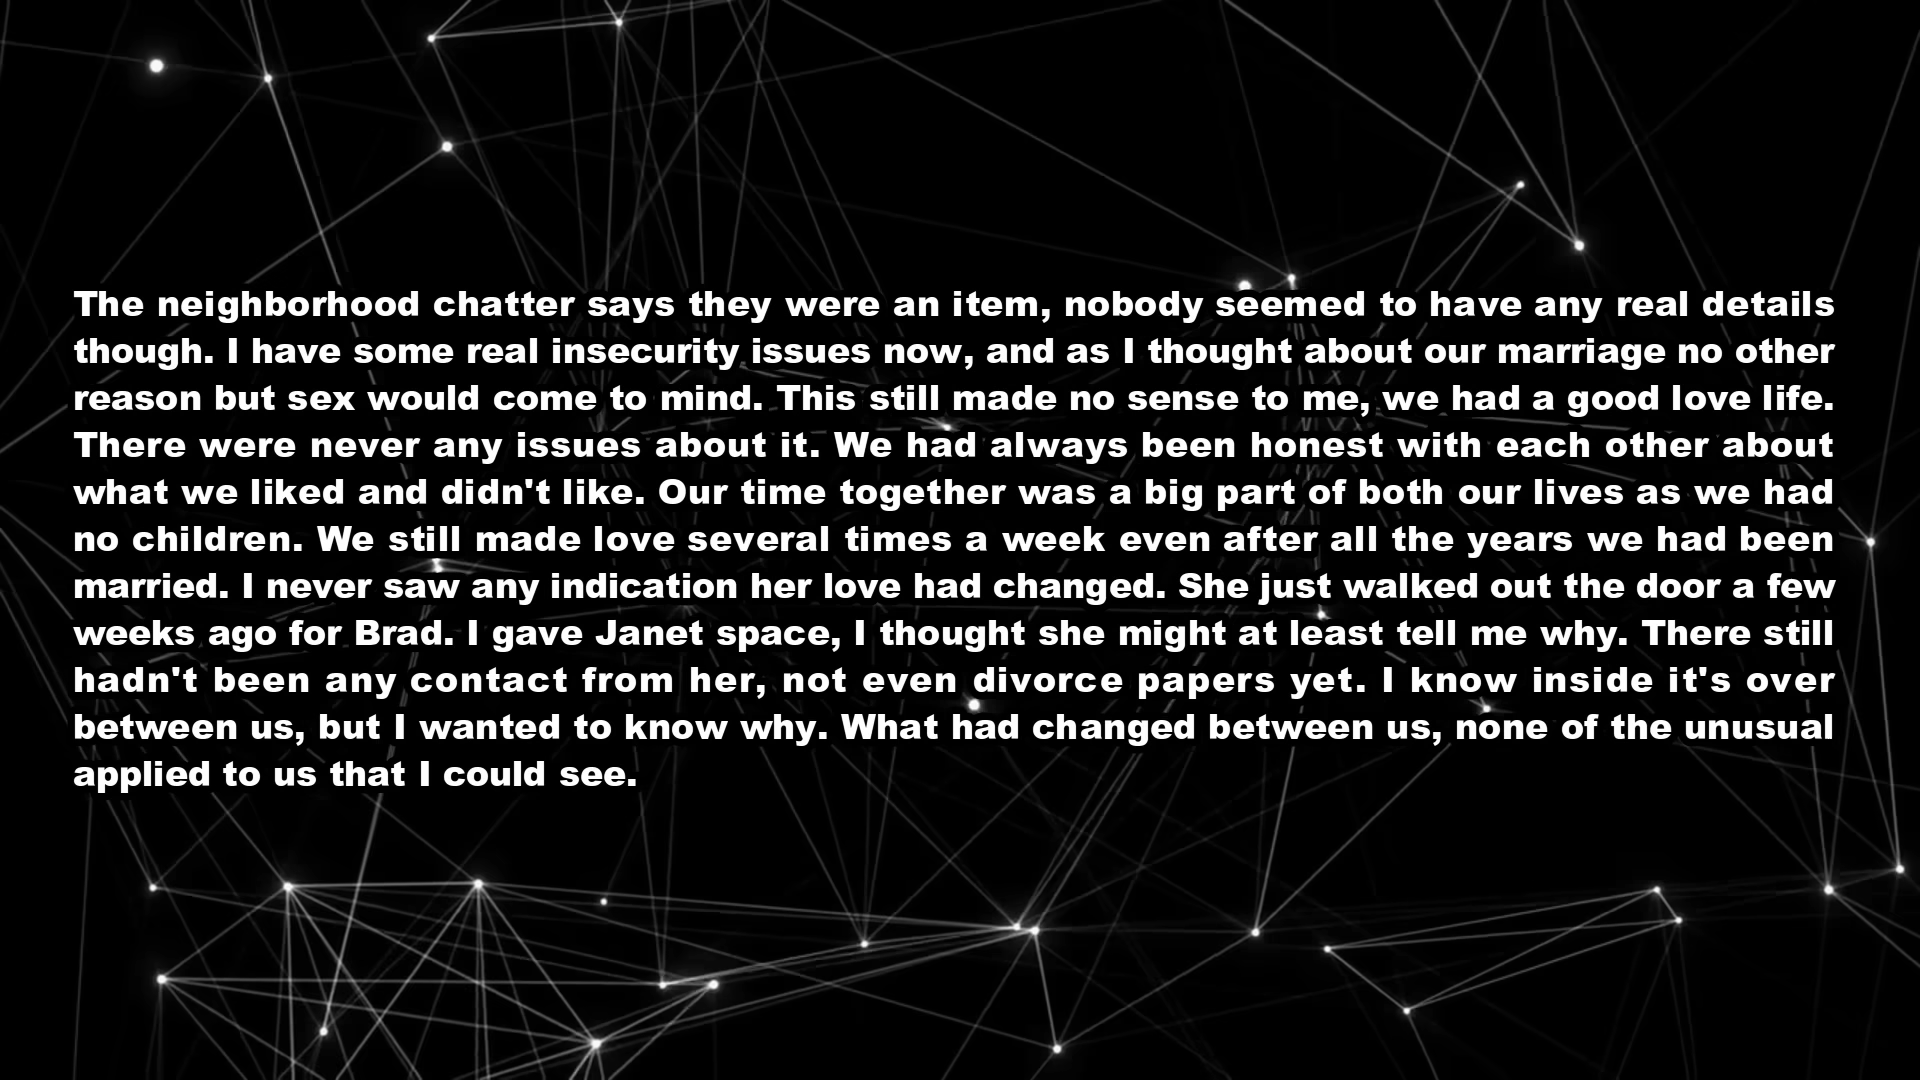 The neighborhood chatter says they were an item, nobody seemed to have any real details
though. I have some real insecurity issues now, and as I thought about our marriage no other
reason but sex would come to mind. This still made no sense to me, we had a good love life.
There were never any issues about it. We had always been honest with each other about
what we liked and didn't like. Our time together was a big part of both our lives as we had
no children. We still made love several times a week even after all the years we had been
married. I never saw any indication her love had changed. She just walked out the door a few
weeks ago for Brad. I gave Janet space, I thought she might at least tell me why. There still
hadn't been any contact from her, not even divorce papers yet. I know inside it's over
between us, but I wanted to know why. What had changed between us, none of the unusual
applied to us that I could see.